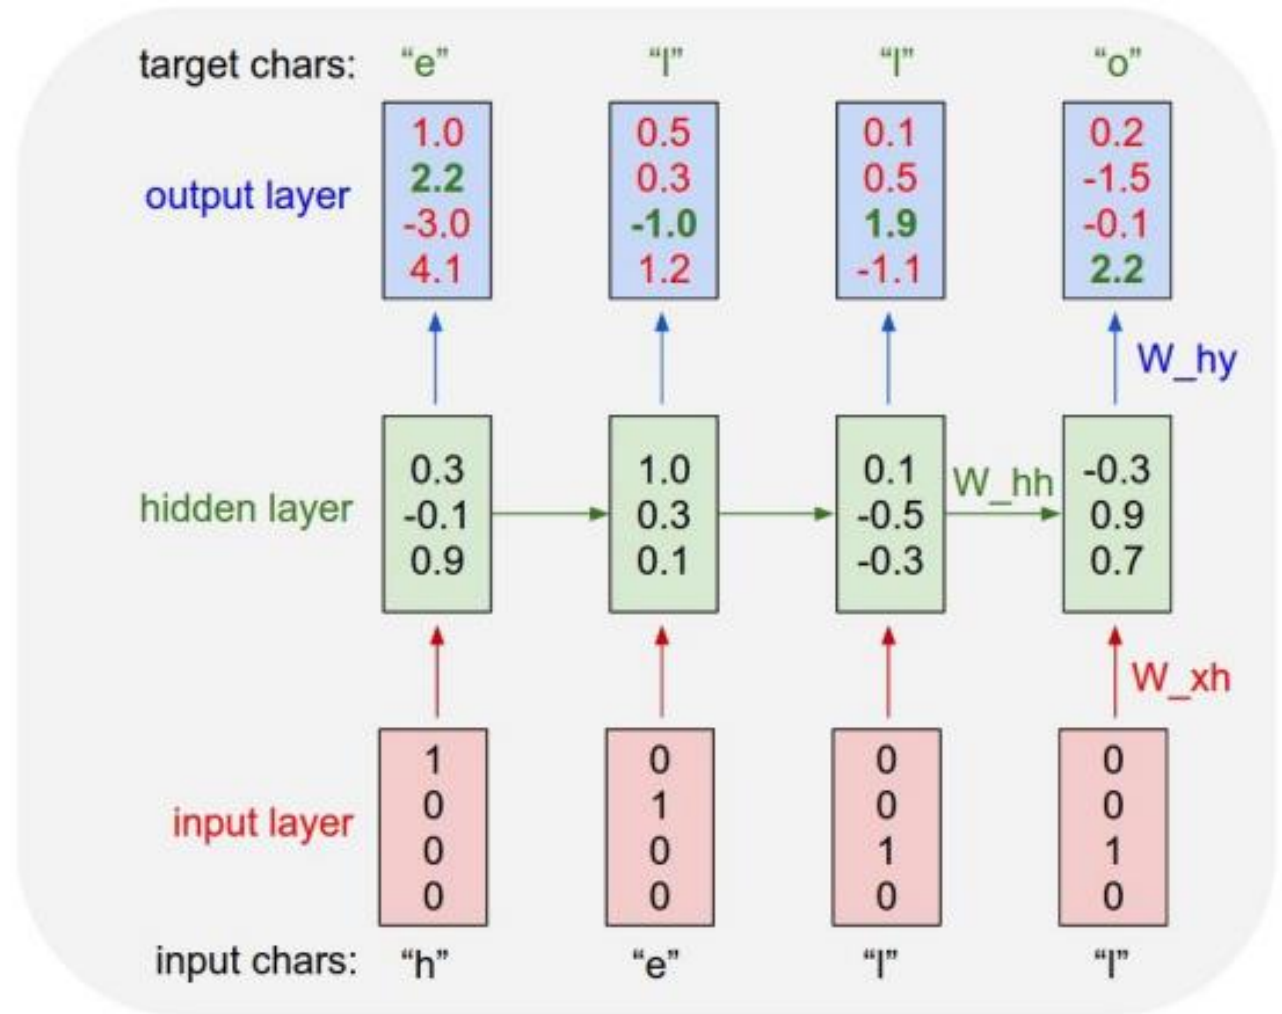 target chars: “e” “l” “l” “o”
1.0 0.5 0.1 0.2
2.2 0.3 0.5 -1.5
output layer
-3.0 -1.0 1.9 -0.1
4.1 1.2 -1.1 2.2
W_hy
0.3 1.0 0.1 -0.3
W_hh
hidden layer
-0.1 0.3 -0.5 0.9
0.9 0.1 -0.3 0.7
W_xh
1 0 0 0
0 1 0 0
input layer
0 0 1 1
0 0 0 0
input chars: “h” “e” “l” “l”